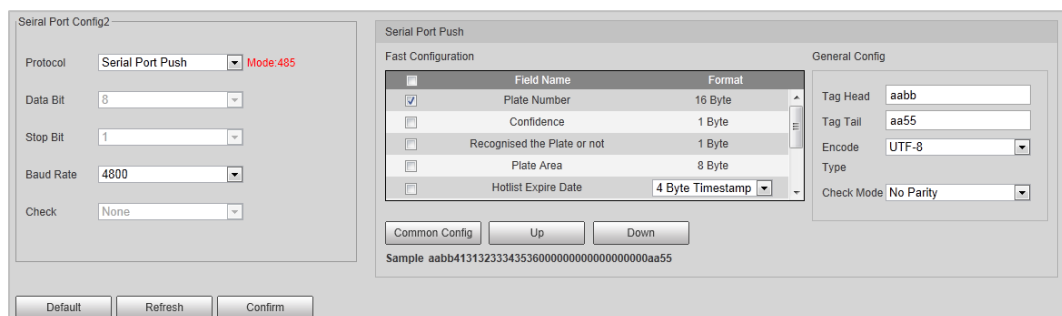 Seiral Port Config2
Protocol Serial Port Push Mode:485
Data Bit 8
Stop Bit 1
Baud Rate 4800
Check None
Default Refresh Confirm
Serial Port Push
Fast Configuration
Field Name Format
Plate Number 16 Byte
Confidence 1 Byte
Recognised the Plate or not 1 Byte
Plate Area 8 Byte
Hotlist Expire Date 4 Byte Timestamp
Common Config Up Down
Sample aabb41313233343536000000000000000000aa55
General Config
Tag Head aabb
Tag Tail aa55
Encode Type UTF-8
Check Mode No Parity